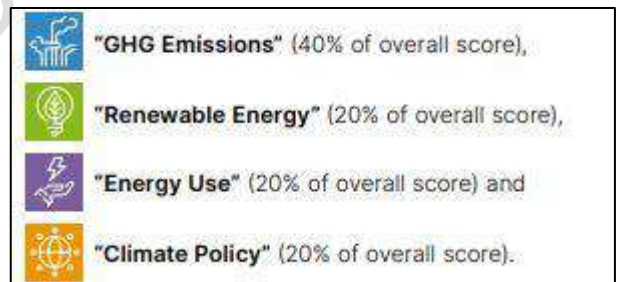 "GHG Emissions" (40% of overall score),
"Renewable Energy" (20% of overall score),
"Energy Use" (20% of overall score) and
"Climate Policy" (20% of overall score).